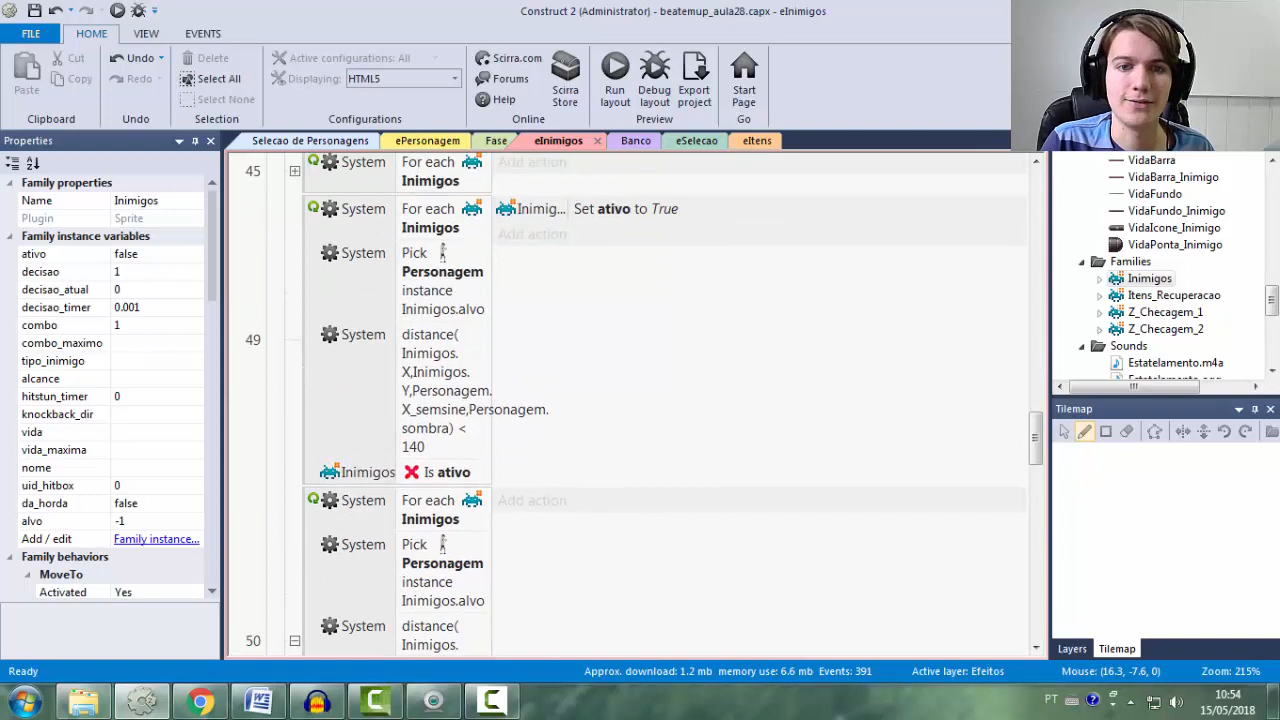 Construct 2 (Administrator) - beatemup_aula28.capx - eInimigos
FILE HOME VIEW EVENTS
Paste Cut Copy Clipboard
Undo Redo Undo
Delete Select All Select None Selection
Active configurations: All
Displaying: HTML5
Configurations
Scirra.com Forums Help Scirra Store Online
Run layout Debug layout Export project Preview
Start Page Go
Properties
Selecao de Personagens ePersonagem Fase eInimigos Banco eSelecao eItens
Family properties
Name Inimigos
Plugin Sprite
Family instance variables
ativo false
decisao 1
decisao_atual 0
decisao_timer 0.001
combo 1
combo_maximo
tipo_inimigo
alcance
hitstun_timer 0
knockback_dir
vida
vida_maxima
nome
uid_hitbox 0
da_horda false
alvo -1
Add / edit Family instance...
Family behaviors
MoveTo
Activated Yes
45 System For each Inimigos Add action
49
System For each Inimigos
Inimig... Set ativo to True
Add action
System Pick Personagem instance Inimigos.alvo
System distance(
Inimigos.
X,Inimigos.
Y,Personagem.
X_semsine,Personagem.
sombra) <
140
Inimigos Is ativo
50
System For each Inimigos Add action
System Pick Personagem instance Inimigos.alvo
System distance(
Inimigos.
VidaBarra
VidaBarra_Inimigo
VidaFundo
VidaFundo_Inimigo
VidaIcone_Inimigo
VidaPonta_Inimigo
Families
Inimigos
Itens_Recuperacao
Z_Checagem_1
Z_Checagem_2
Sounds
Estatelamento.m4a
Tilemap
Layers Tilemap
Ready Approx. download: 1.2 mb memory use: 6.6 mb Events: 391 Active layer: Efeitos Mouse: (16.3, -7.6, 0) Zoom: 215%
PT 10:54
15/05/2018